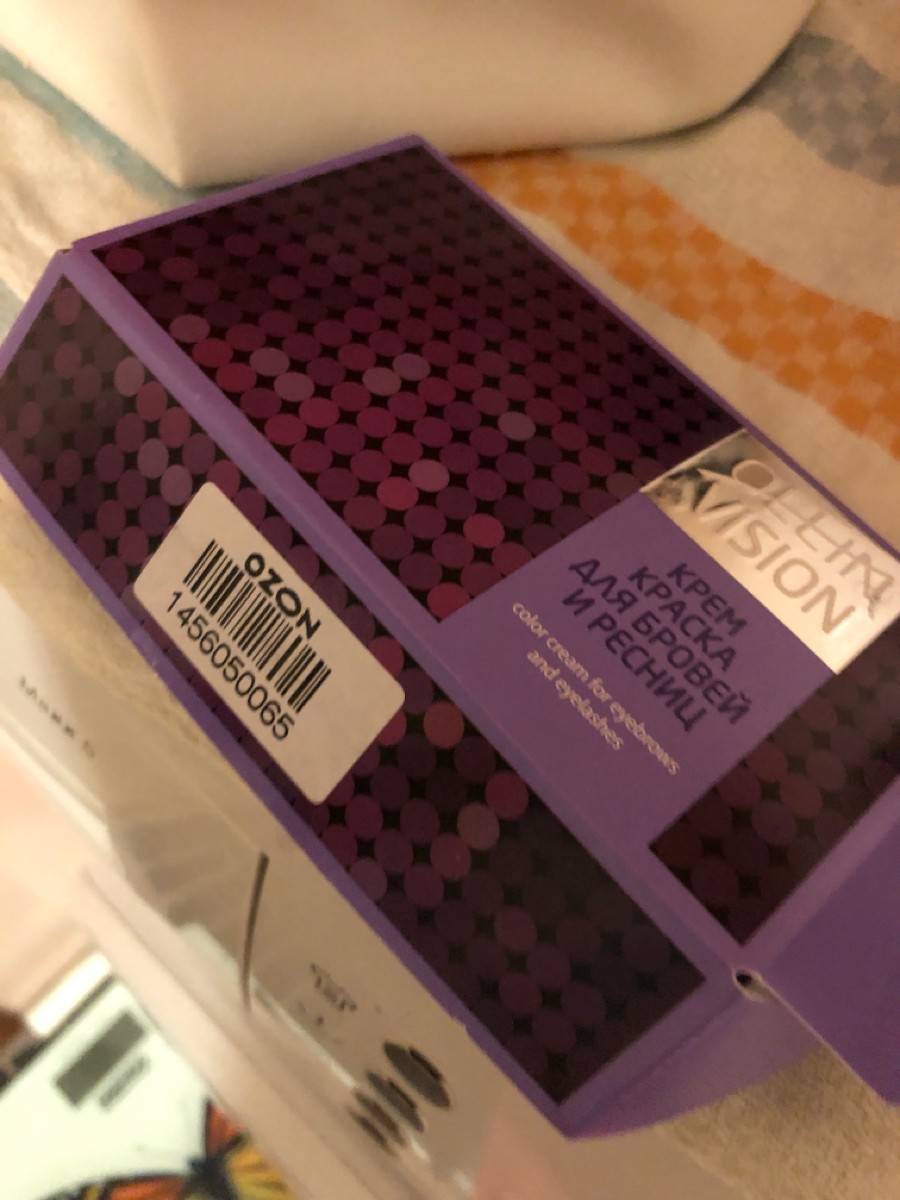 OLLIN
VISION
КРЕМ
КРАСКА
ДЛЯ БРОВЕЙ
И РЕСНИЦ
color cream for eyebrows
and eyelashes
OZON
1456050065